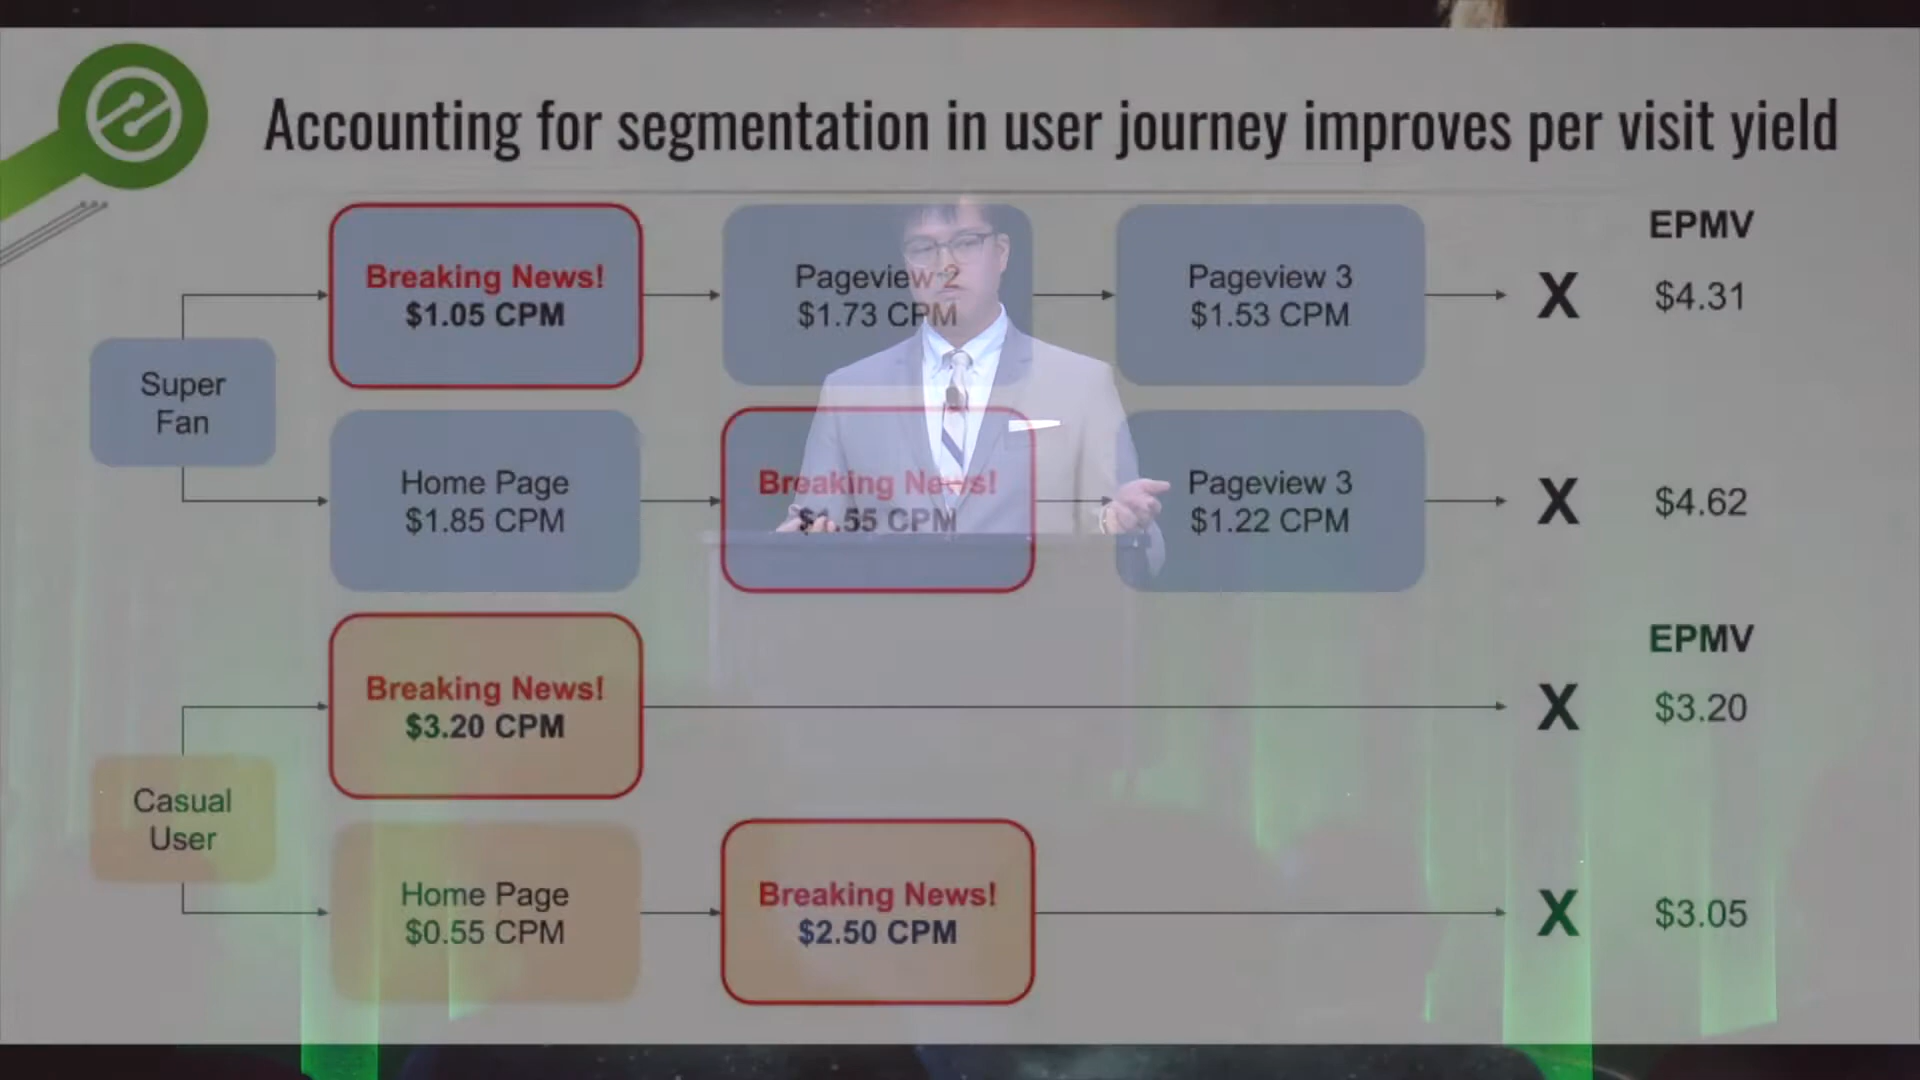 Accounting for segmentation in user journey improves per visit yield
EPMV
Breaking News!
$1.05 CPM
Pageview 2
$1.73 CPM
Pageview 3
$1.53 CPM
X
$4.31
Super
Fan
Home Page
$1.85 CPM
Breaking News!
$1.55 CPM
Pageview 3
$1.22 CPM
X
$4.62
EPMV
Breaking News!
$3.20 CPM
X
$3.20
Casual
User
Home Page
$0.55 CPM
Breaking News!
$2.50 CPM
X
$3.05